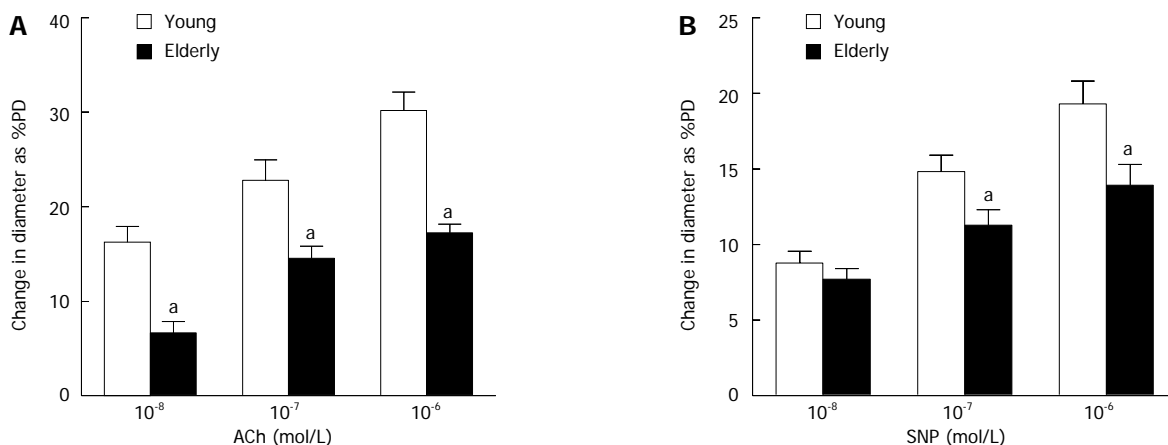 A
Young
Elderly
Change in diameter as %PD
40
30
20
10
0
a
a
a
10⁻⁸
10⁻⁷
10⁻⁶
ACh (mol/L)
B
Young
Elderly
Change in diameter as %PD
25
20
15
10
5
0
a
a
10⁻⁸
10⁻⁷
10⁻⁶
SNP (mol/L)